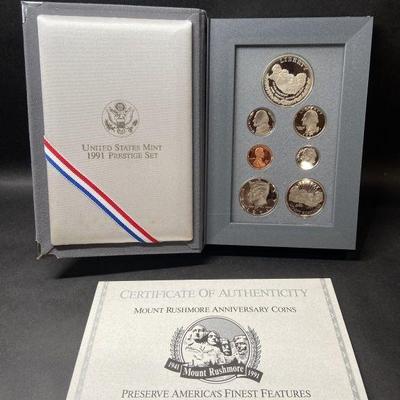 UNITED STATES MINT
1991 PRESTIGE SET
LIBERTY
CERTIFICATE OF AUTHENTICITY
MOUNT RUSHMORE ANNIVERSARY COINS
1941 1991
Mount Rushmore
PRESERVE AMERICA'S FINEST FEATURES